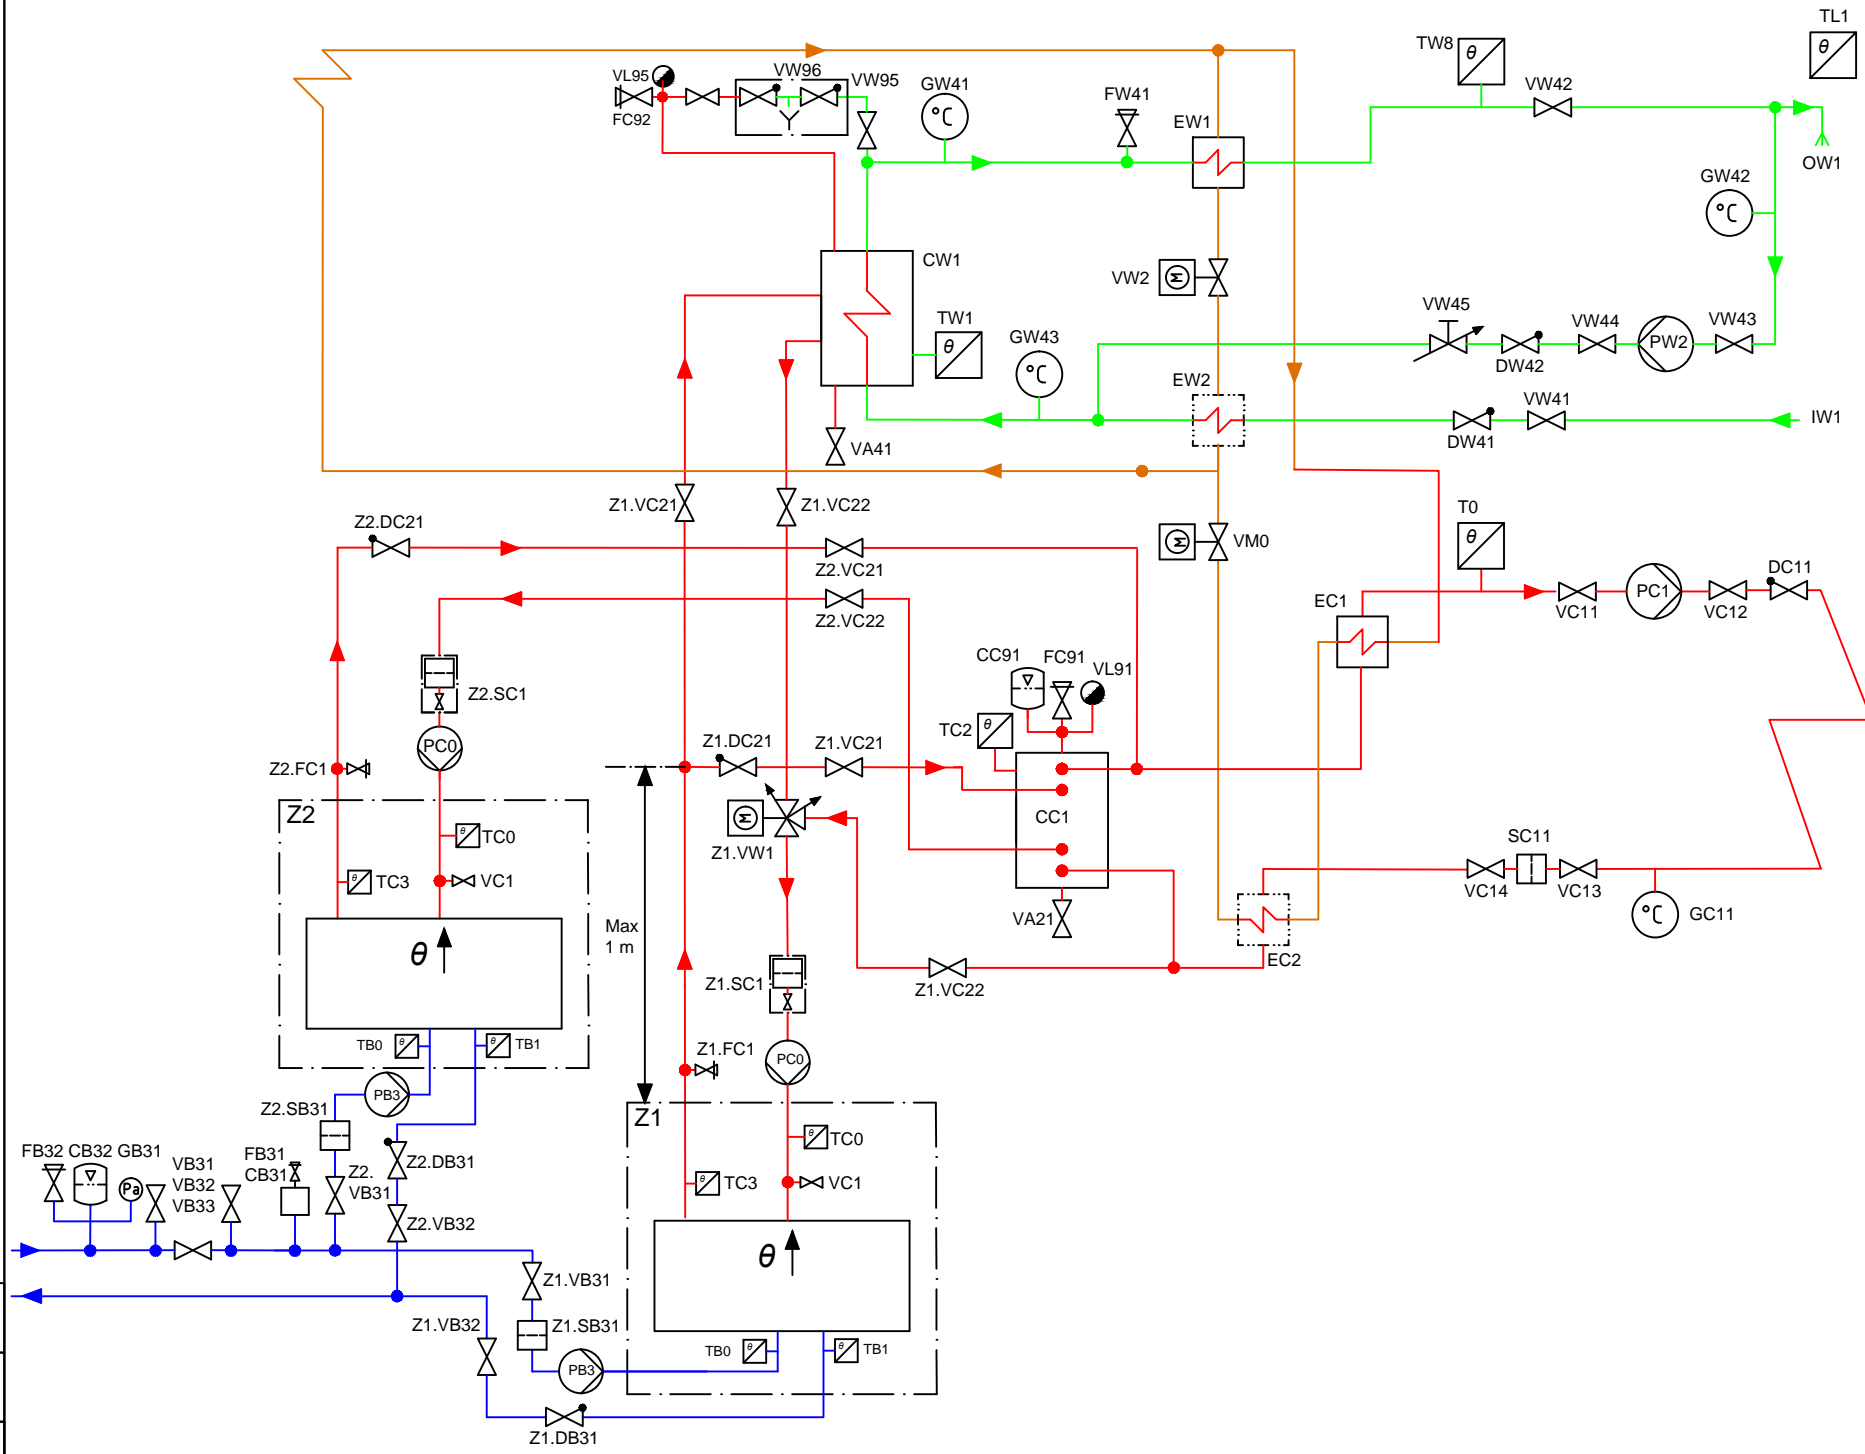 TL1
θ
TW8
θ
VW42
VL95
VW96
VW95
FC92
GW41
°C
FW41
EW1
OW1
GW42
°C
CW1
VW2
M
TW1
θ
GW43
°C
VW45
VW44
PW2
VW43
DW42
EW2
VW41
DW41
IW1
VA41
Z1.VC21
Z1.VC22
T0
θ
Z2.DC21
Z2.VC21
M
VM0
DC11
VC11
PC1
VC12
EC1
Z2.VC22
CC91
FC91
VL91
Z2.SC1
TC2
θ
PC0
Z1.DC21
Z1.VC21
Z2.FC1
Z2
CC1
M
Z1.VW1
θ
TC0
SC11
VC14
VC13
θ
TC3
VC1
VA21
GC11
°C
Max
1 m
θ
EC2
Z1.SC1
Z1.VC22
TB0
θ
θ
TB1
Z1.FC1
PC0
PB3
Z2.SB31
Z1
θ
TC0
FB32
CB32
GB31
Pa
VB31
VB32
VB33
FB31
CB31
Z2.
VB31
Z2.DB31
θ
TC3
VC1
Z2.VB32
θ
Z1.VB31
Z1.VB32
Z1.SB31
TB0
θ
θ
TB1
PB3
Z1.DB31